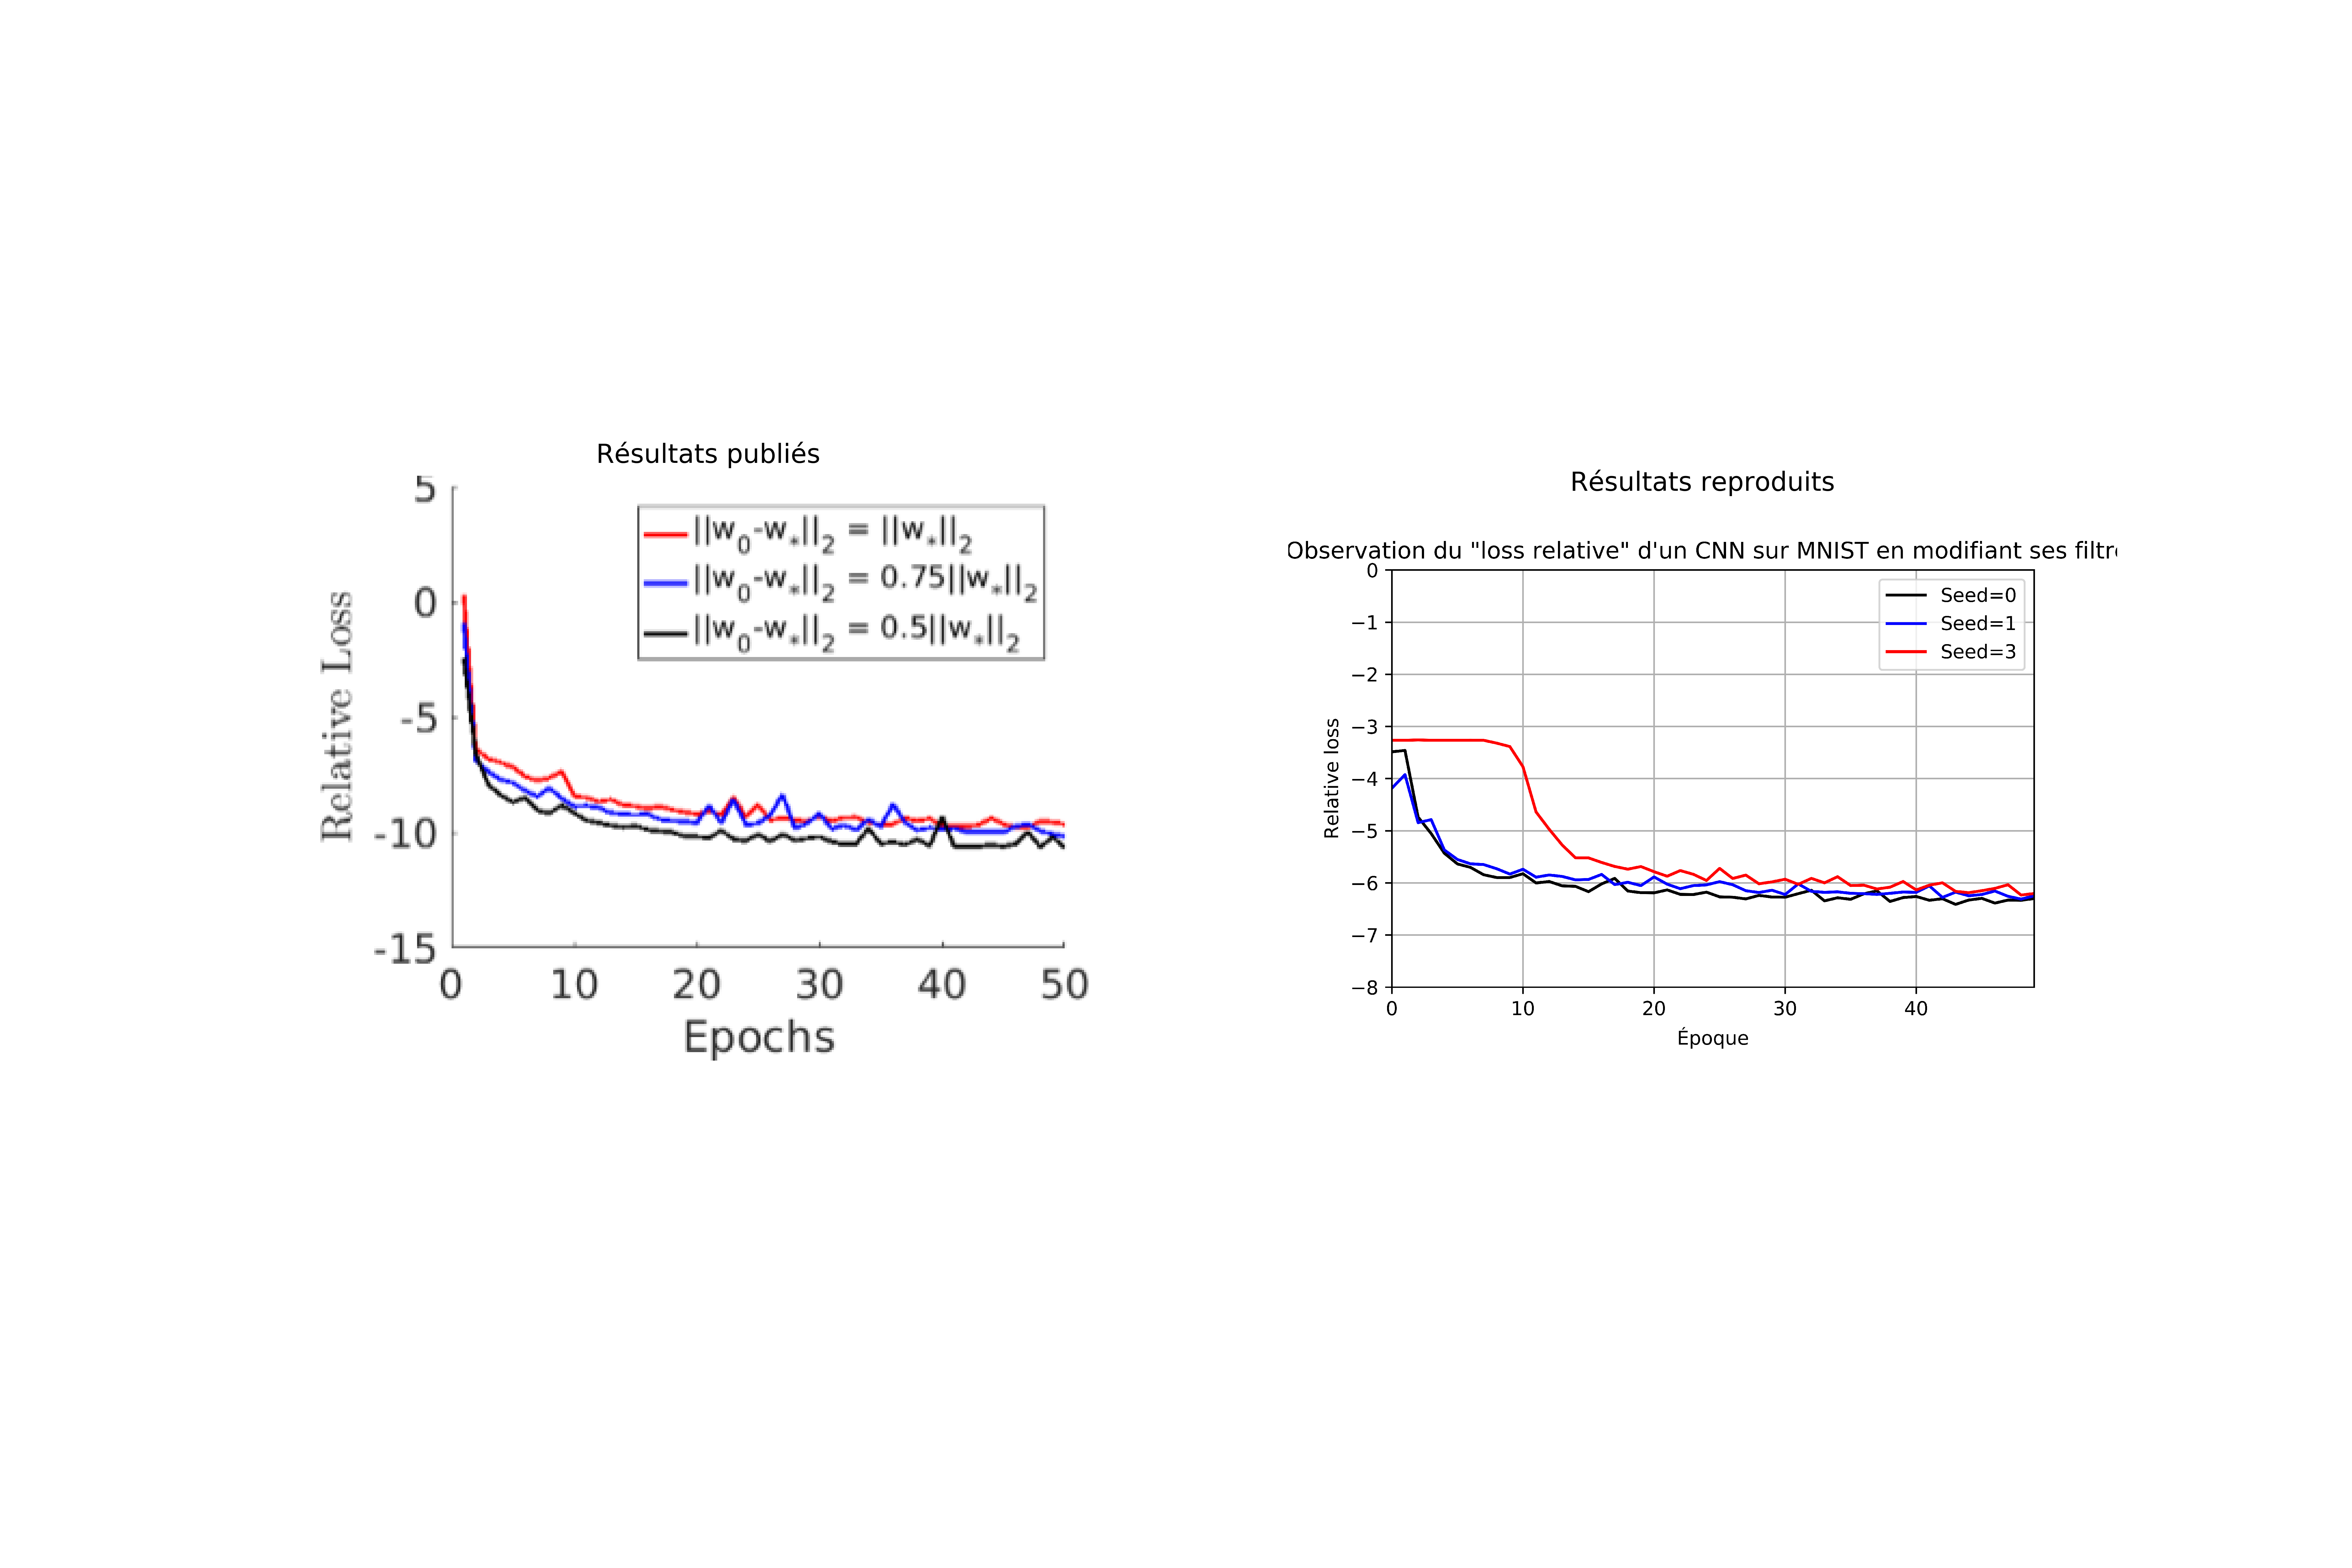 Résultats publiés
5
0
-5
-10
-15
0 10 20 30 40 50
Relative Loss
Epochs
||w0-w*||2 = ||w*||2
||w0-w*||2 = 0.75||w*||2
||w0-w*||2 = 0.5||w*||2
Résultats reproduits
Observation du "loss relative" d'un CNN sur MNIST en modifiant ses filtr
0
−1
−2
−3
−4
−5
−6
−7
−8
0 10 20 30 40
Relative loss
Époque
Seed=0
Seed=1
Seed=3